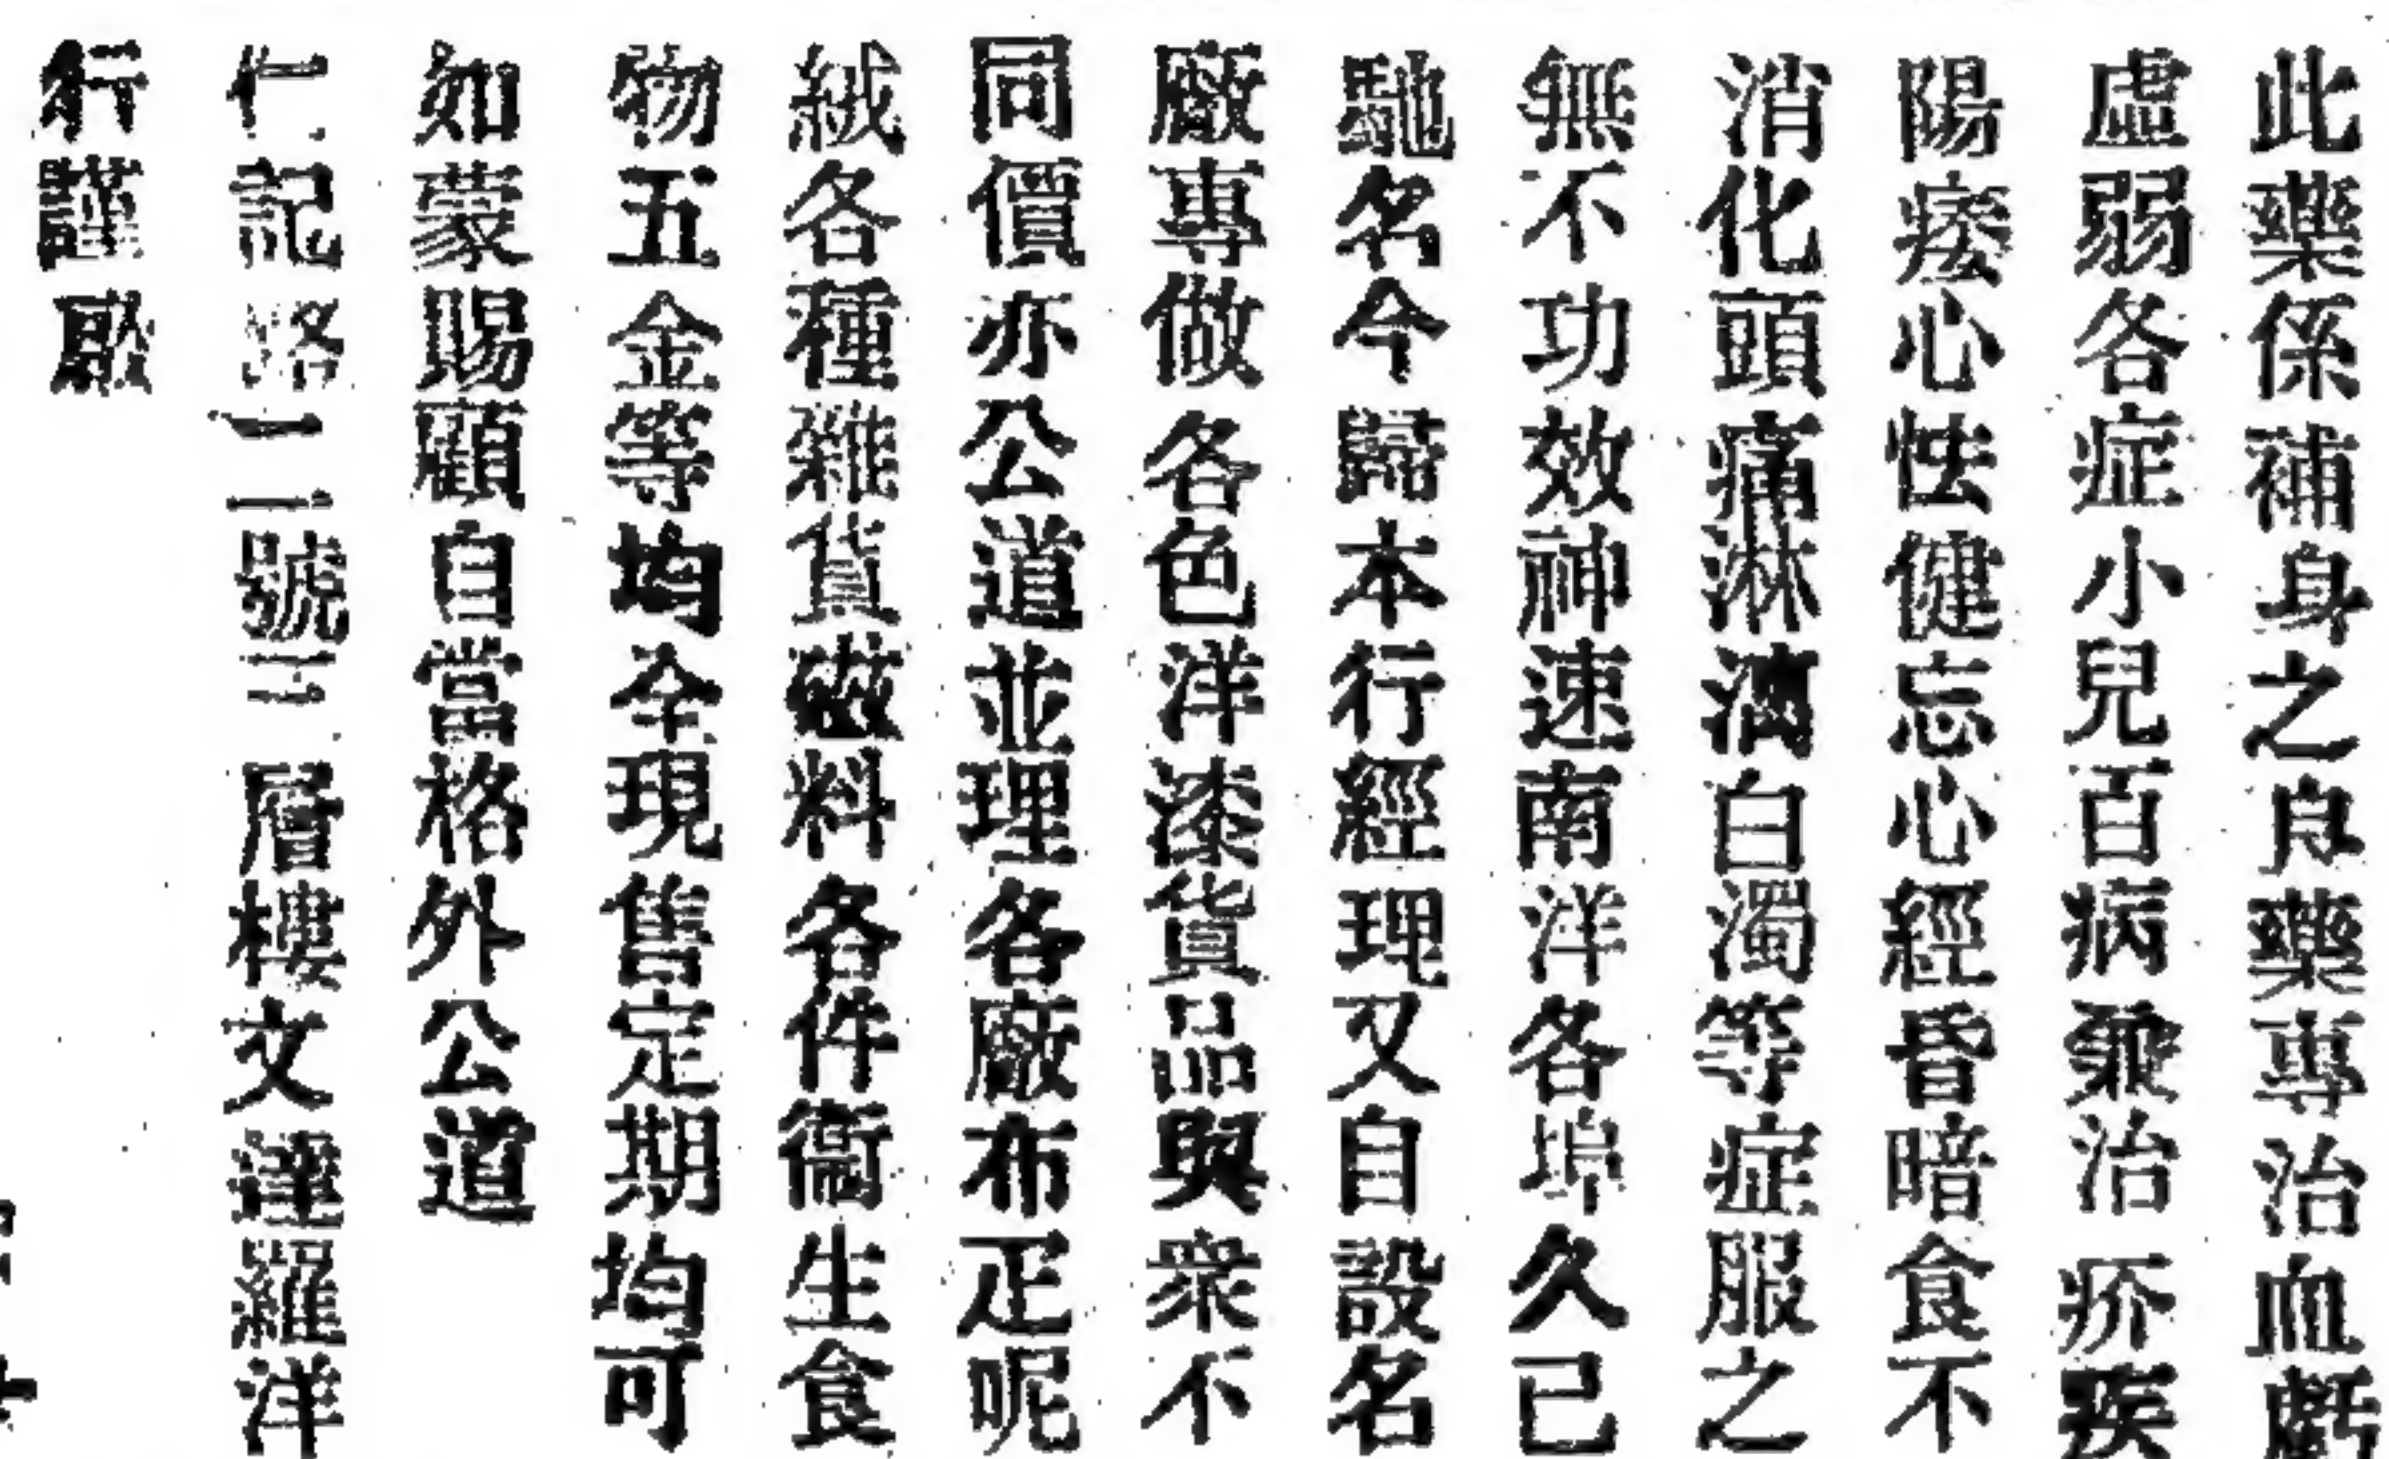 此藥係補身之良藥專治血虧
虛弱各症小兒百病兼治疥疾
陽痿心怯健忘心經昏暗食不
消化頭痛淋濁白濁等症服之
無不功效神速南洋各埠久已
馳名今歸本行經理又自設名
廠專做各色洋漆貨品與衆不
同價亦公道並理各廠布疋呢
絨各種雜貨磁料各件衞生食
物五金等均全現售定期均可
如蒙賜顧自當格外公道
仁記路二號三層樓文達羅洋
行謹啟